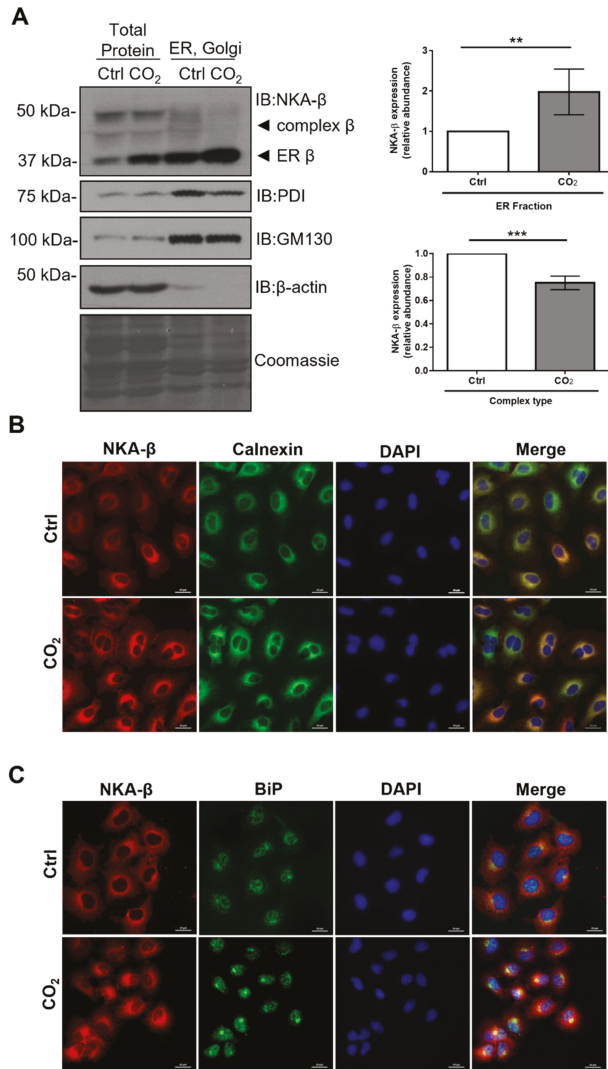 A
Total
Protein
ER, Golgi
Ctrl CO2 Ctrl CO2
50 kDa-
IB:NKA-β
◄ complex β
37 kDa-
◄ ER β
75 kDa-
IB:PDI
100 kDa-
IB:GM130
50 kDa-
IB:β-actin
Coomassie
NKA-β expression
(relative abundance)
3
2
1
0
**
Ctrl
CO2
ER Fraction
NKA-β expression
(relative abundance)
1.0
0.8
0.6
0.4
0.2
0
***
Ctrl
CO2
Complex type
B
NKA-β
Calnexin
DAPI
Merge
Ctrl
CO2
C
NKA-β
BiP
DAPI
Merge
Ctrl
CO2